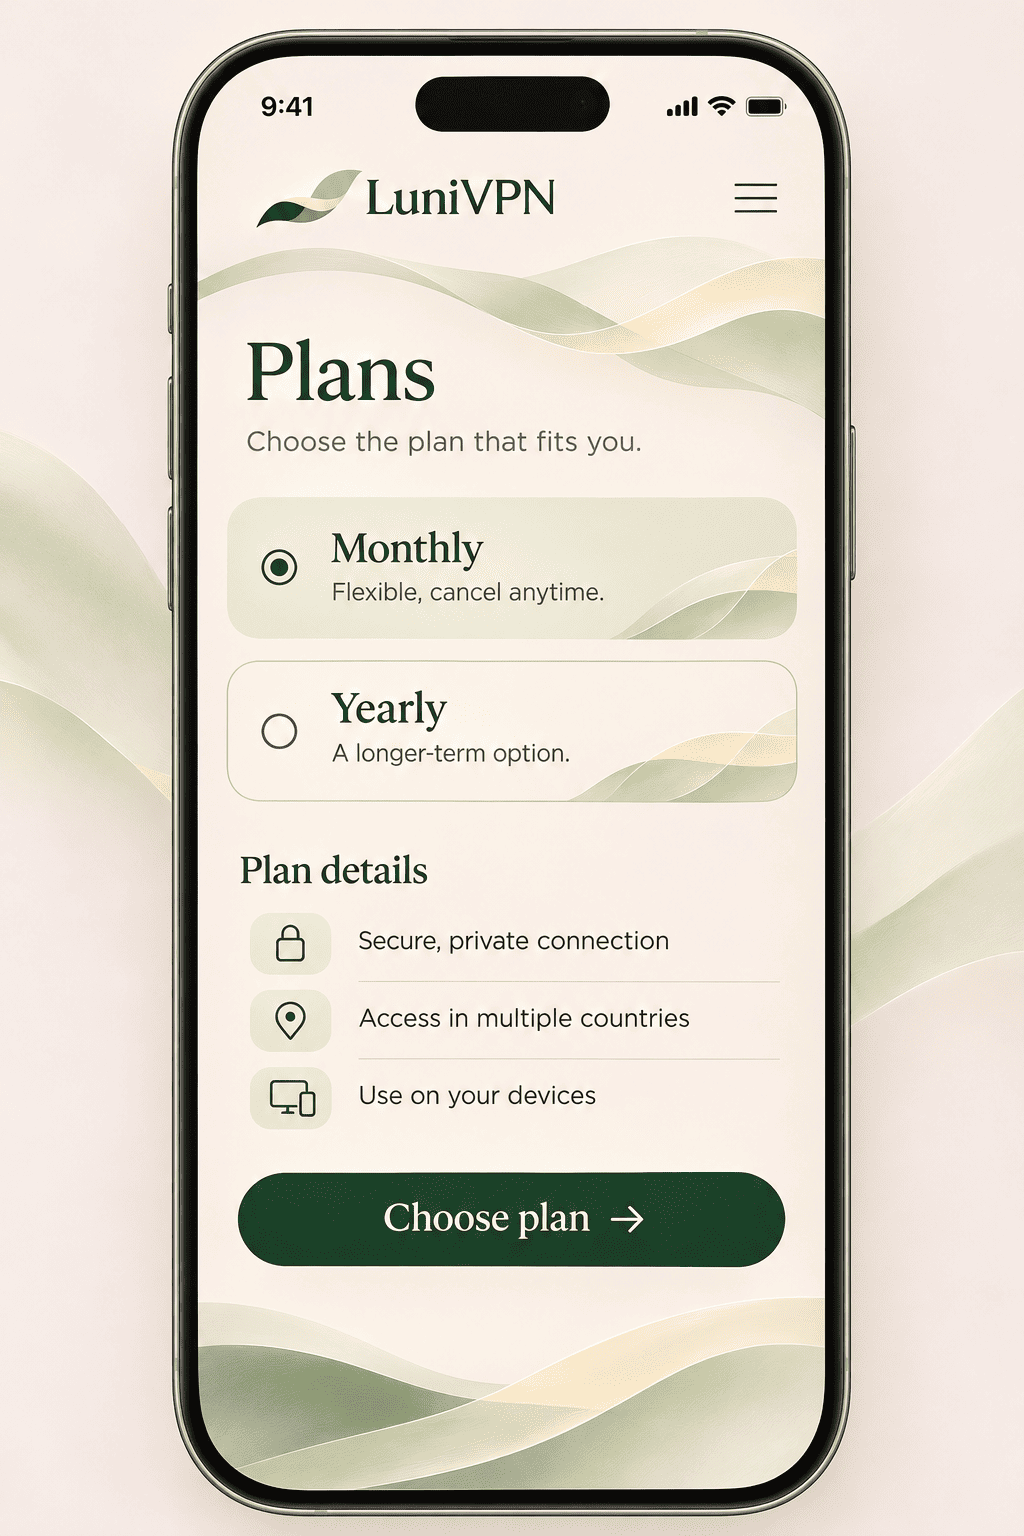 9:41
LuniVPN
Plans
Choose the plan that fits you.
Monthly
Flexible, cancel anytime.
Yearly
A longer-term option.
Plan details
Secure, private connection
Access in multiple countries
Use on your devices
Choose plan →